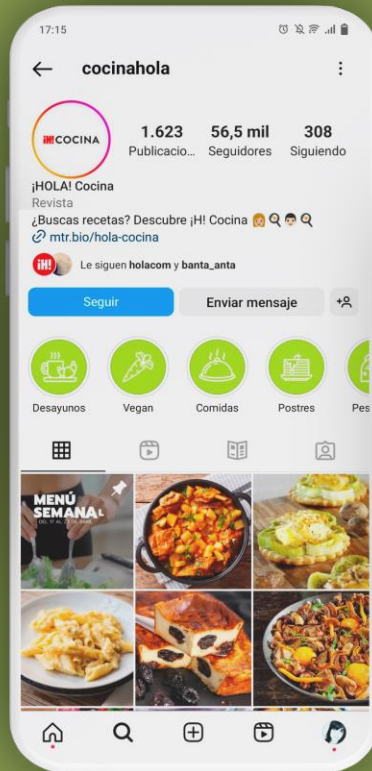 17:15
cocinahola
¡H! COCINA
1.623 56,5 mil 308
Publicacio... Seguidores Siguiendo
¡HOLA! Cocina
Revista
¿Buscas recetas? Descubre ¡H! Cocina 👩🍳👨🍳
mtr.bio/hola-cocina
¡H!
Le siguen holacom y banta_anta
Seguir Enviar mensaje
Desayunos Vegan Comidas Postres Pes
MENÚ
SEMANAL